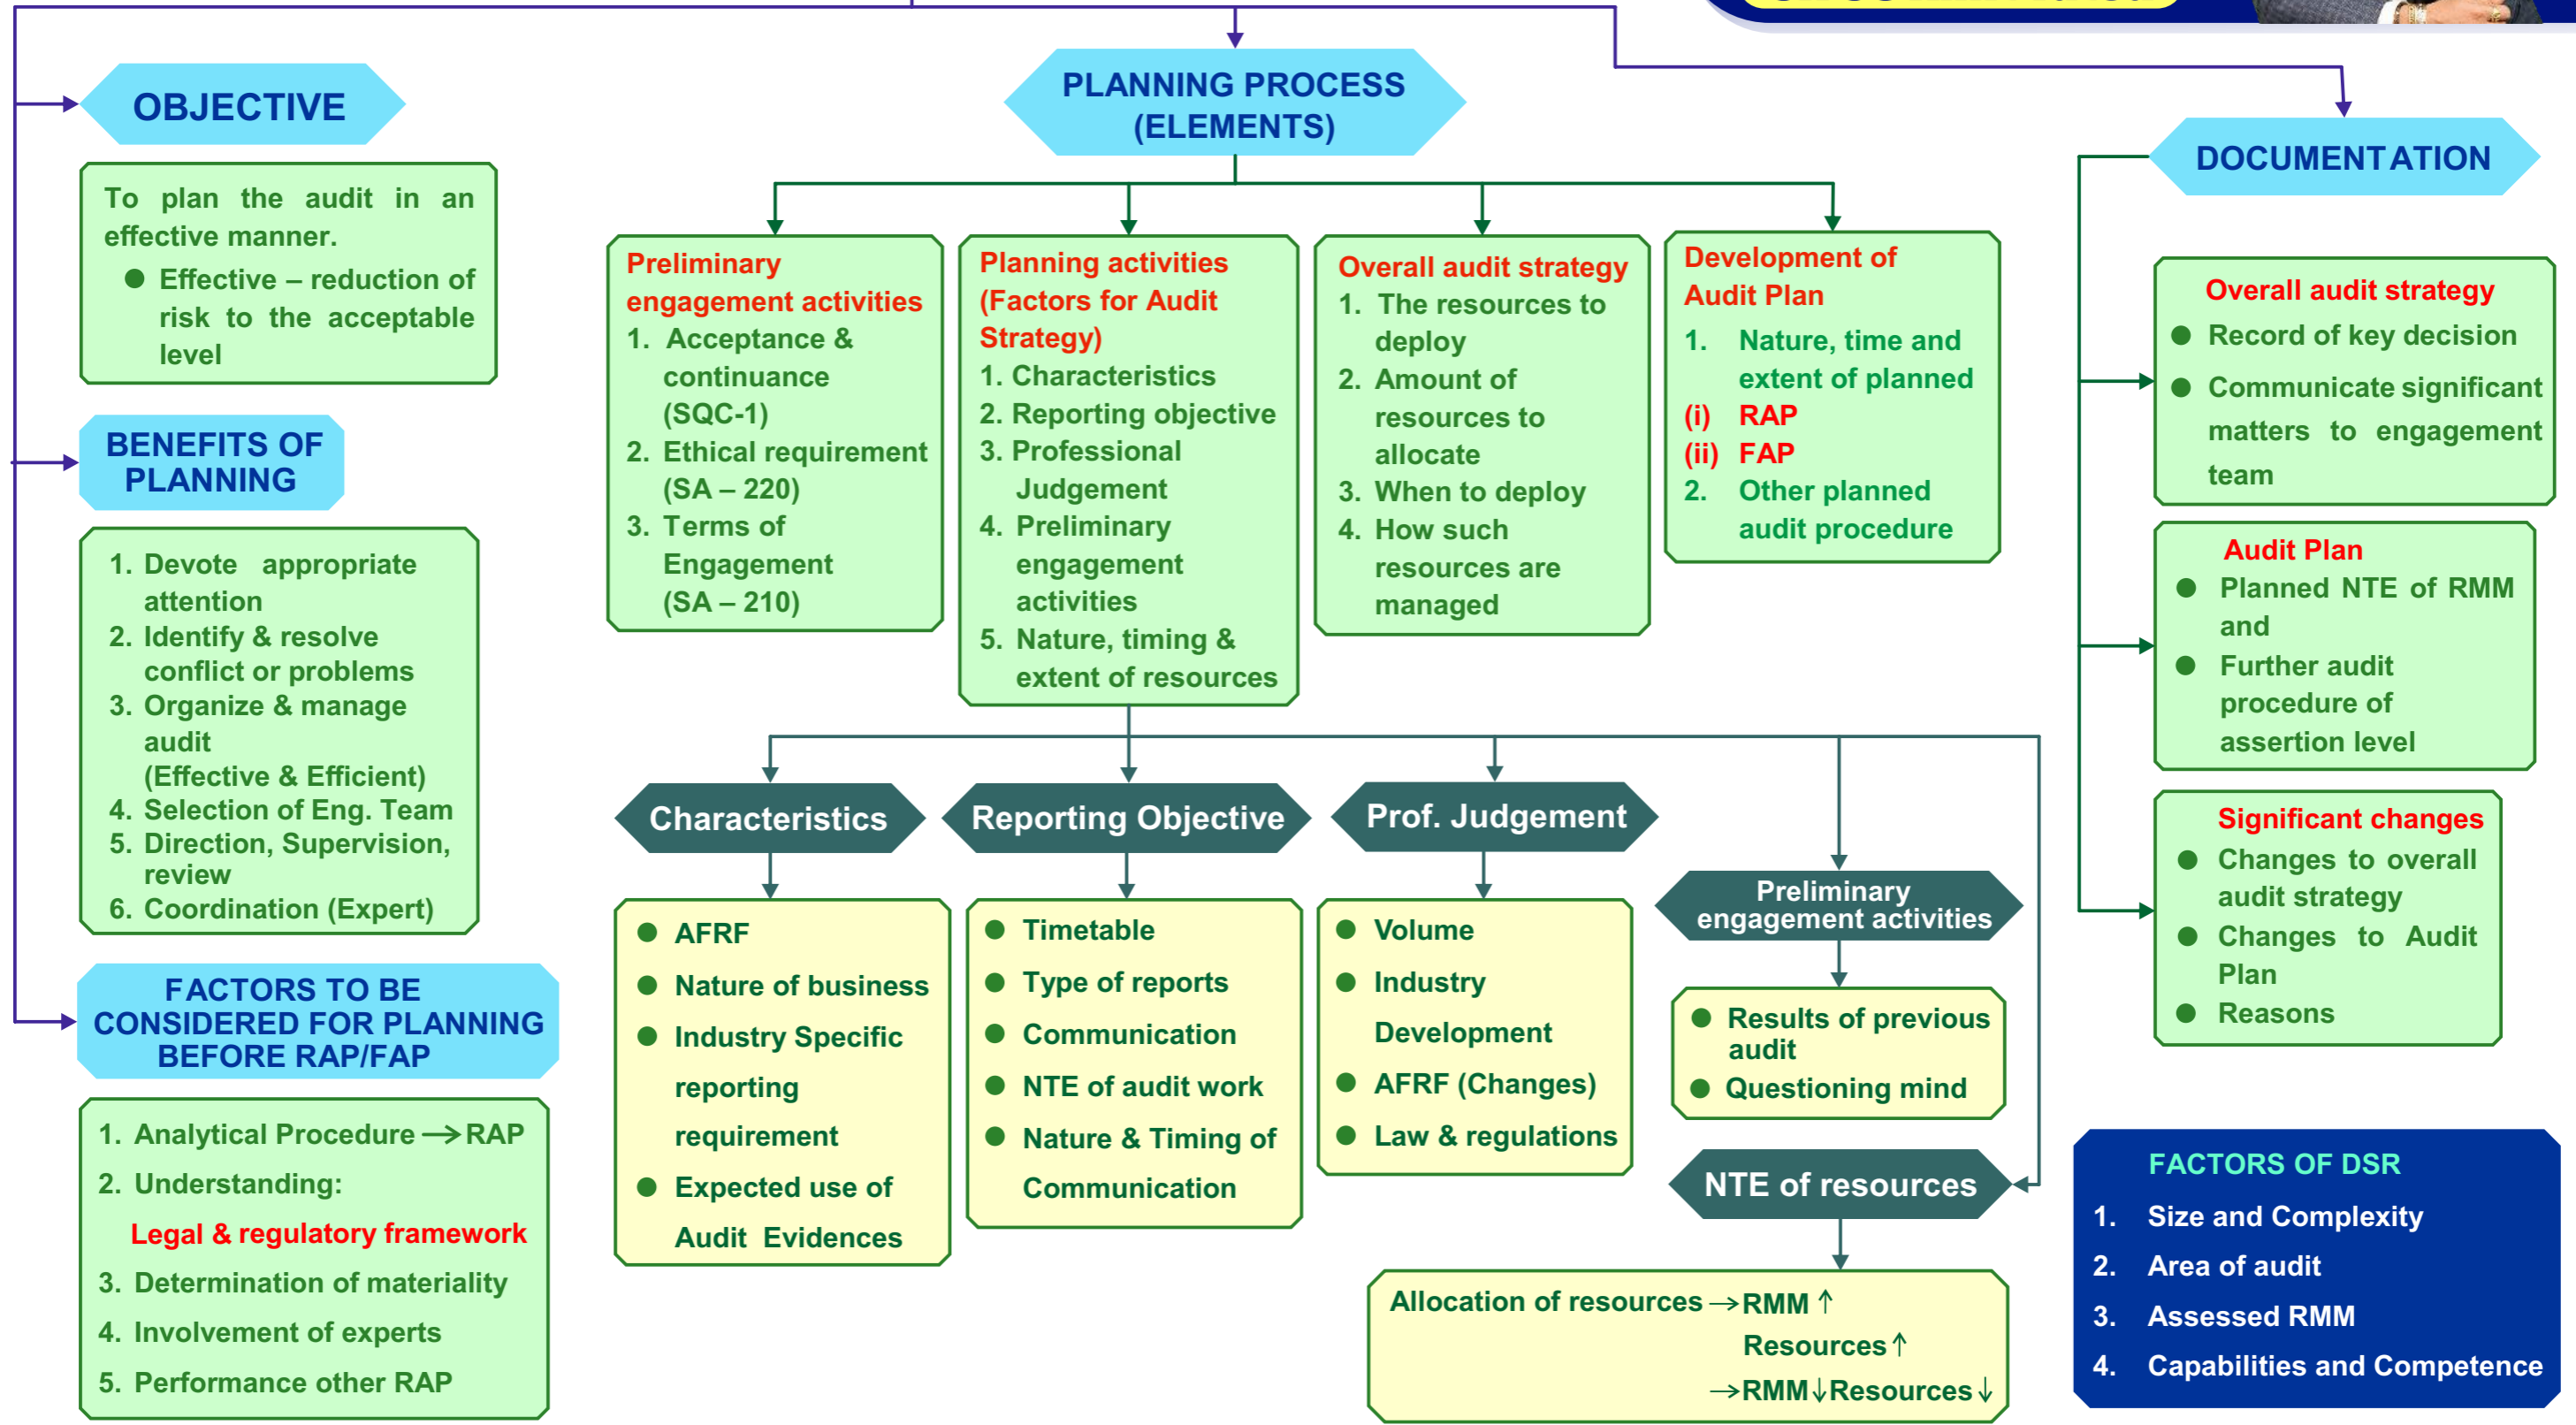 OBJECTIVE
To plan the audit in an
effective manner.
● Effective – reduction of
risk to the acceptable
level
BENEFITS OF
PLANNING
1. Devote appropriate
attention
2. Identify & resolve
conflict or problems
3. Organize & manage
audit
(Effective & Efficient)
4. Selection of Eng. Team
5. Direction, Supervision,
review
6. Coordination (Expert)
FACTORS TO BE
CONSIDERED FOR PLANNING
BEFORE RAP/FAP
1. Analytical Procedure → RAP
2. Understanding:
Legal & regulatory framework
3. Determination of materiality
4. Involvement of experts
5. Performance other RAP
PLANNING PROCESS
(ELEMENTS)
Preliminary
engagement activities
1. Acceptance &
continuance
(SQC-1)
2. Ethical requirement
(SA – 220)
3. Terms of
Engagement
(SA – 210)
Planning activities
(Factors for Audit
Strategy)
1. Characteristics
2. Reporting objective
3. Professional
Judgement
4. Preliminary
engagement
activities
5. Nature, timing &
extent of resources
Overall audit strategy
1. The resources to
deploy
2. Amount of
resources to
allocate
3. When to deploy
4. How such
resources are
managed
Development of
Audit Plan
1. Nature, time and
extent of planned
(i) RAP
(ii) FAP
2. Other planned
audit procedure
Characteristics
● AFRF
● Nature of business
● Industry Specific
reporting
requirement
● Expected use of
Audit Evidences
Reporting Objective
● Timetable
● Type of reports
● Communication
● NTE of audit work
● Nature & Timing of
Communication
Prof. Judgement
● Volume
● Industry
Development
● AFRF (Changes)
● Law & regulations
Preliminary
engagement activities
● Results of previous
audit
● Questioning mind
NTE of resources
Allocation of resources → RMM ↑
Resources ↑
→ RMM ↓ Resources ↓
DOCUMENTATION
Overall audit strategy
● Record of key decision
● Communicate significant
matters to engagement
team
Audit Plan
● Planned NTE of RMM
and
● Further audit
procedure of
assertion level
Significant changes
● Changes to overall
audit strategy
● Changes to Audit
Plan
● Reasons
FACTORS OF DSR
1. Size and Complexity
2. Area of audit
3. Assessed RMM
4. Capabilities and Competence